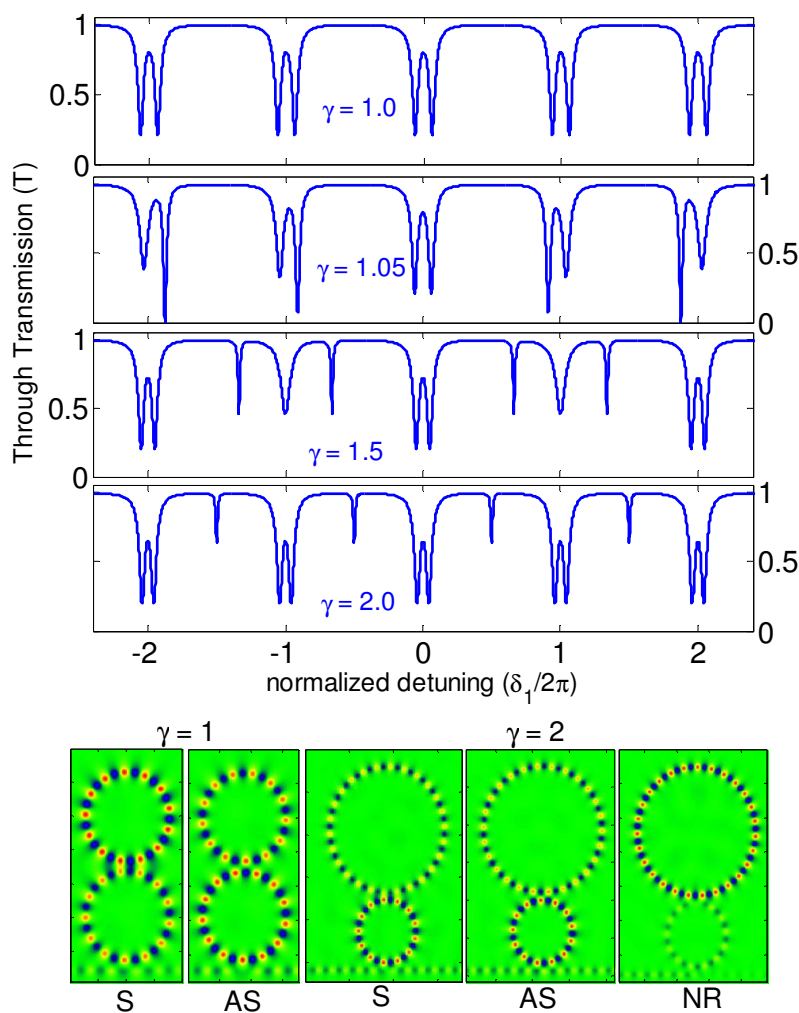 1
0.5
0
γ = 1.0
1
0.5
0
γ = 1.05
1
0.5
0
γ = 1.5
1
0.5
0
γ = 2.0
Through Transmission (T)
-2 -1 0 1 2
normalized detuning (δ₁/2π)
γ = 1 γ = 2
S AS S AS NR